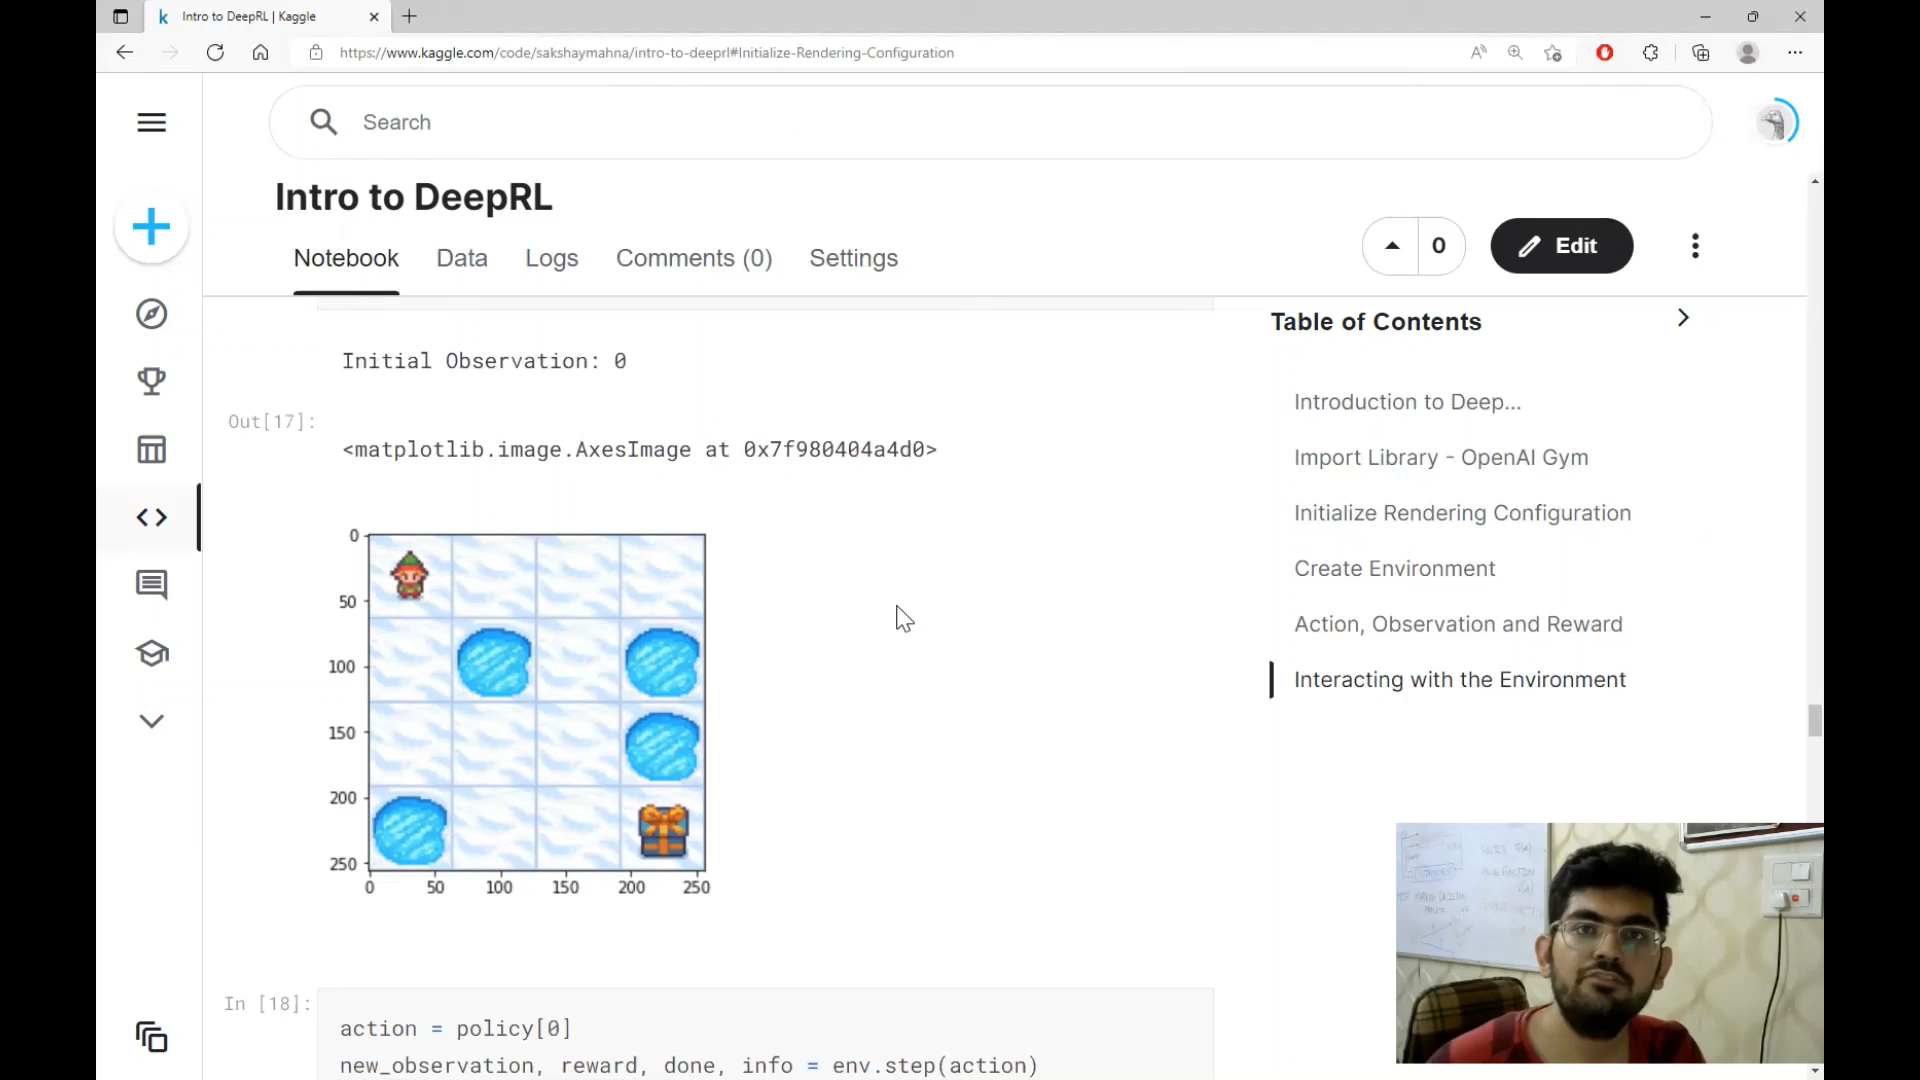 Intro to DeepRL | Kaggle
https://www.kaggle.com/code/sakshaymahna/intro-to-deeprl#Initialize-Rendering-Configuration
Search
Intro to DeepRL
Notebook Data Logs Comments (0) Settings
0
Edit
Table of Contents
Introduction to Deep...
Import Library - OpenAI Gym
Initialize Rendering Configuration
Create Environment
Action, Observation and Reward
Interacting with the Environment
Initial Observation: 0
Out[17]:
<matplotlib.image.AxesImage at 0x7f980404a4d0>
0
50
100
150
200
250
0 50 100 150 200 250
In [18]:
action = policy[0]
new_observation, reward, done, info = env.step(action)